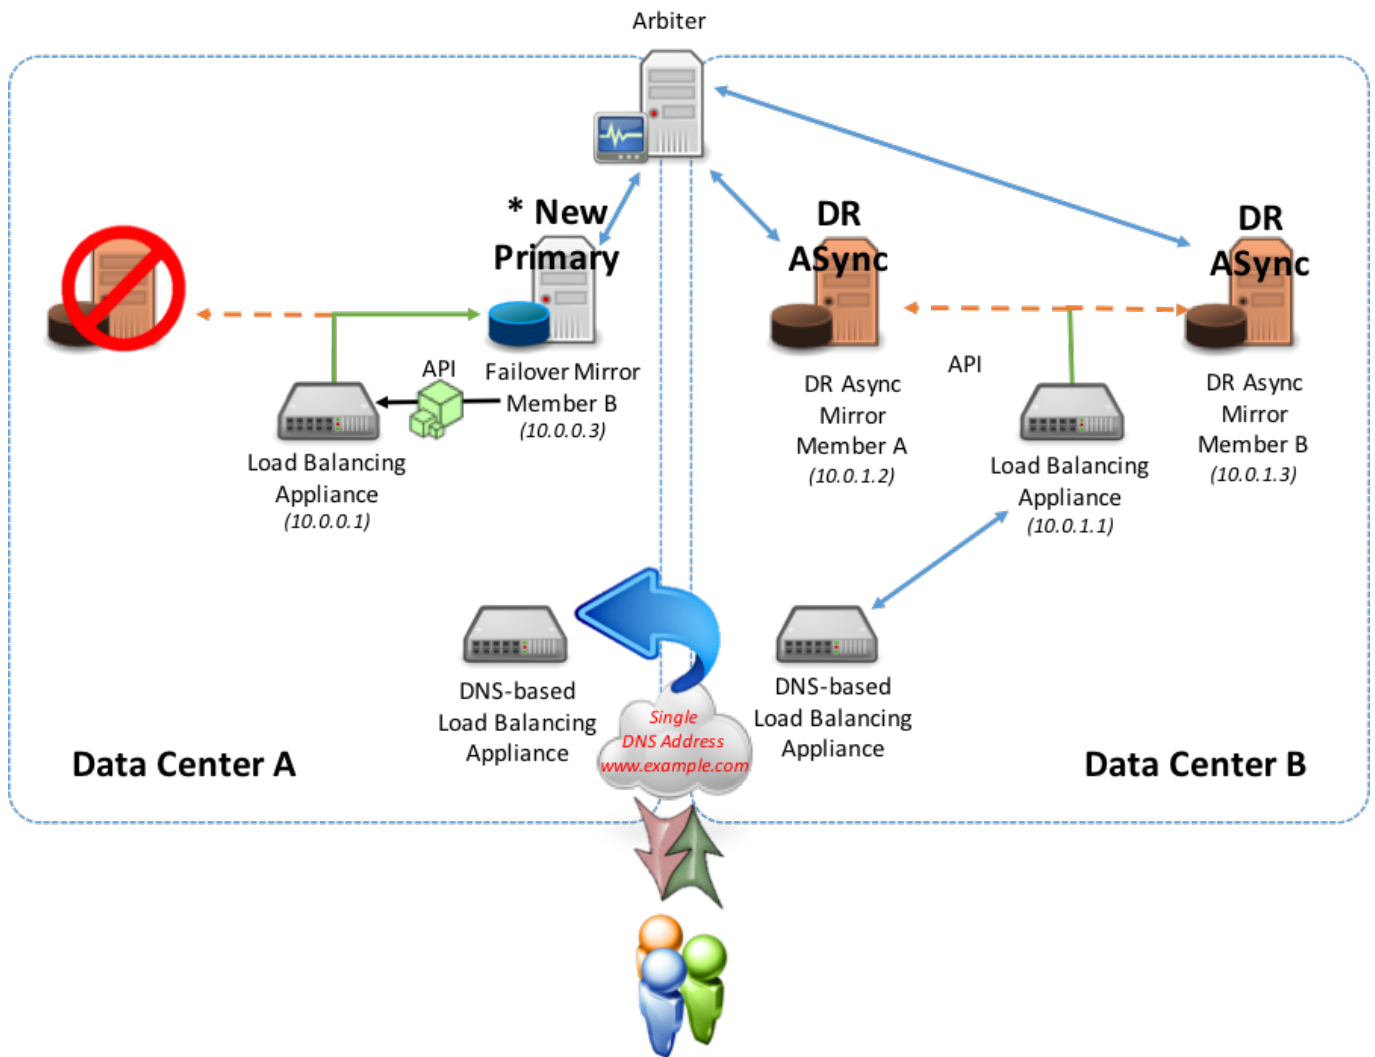 Arbiter
* New
Primary
DR
ASync
DR
ASync
API
Failover Mirror
Member B
(10.0.0.3)
Load Balancing
Appliance
(10.0.0.1)
DR Async
Mirror
Member A
(10.0.1.2)
API
Load Balancing
Appliance
(10.0.1.1)
DR Async
Mirror
Member B
(10.0.1.3)
DNS-based
Load Balancing
Appliance
Single
DNS Address
www.example.com
DNS-based
Load Balancing
Appliance
Data Center A
Data Center B